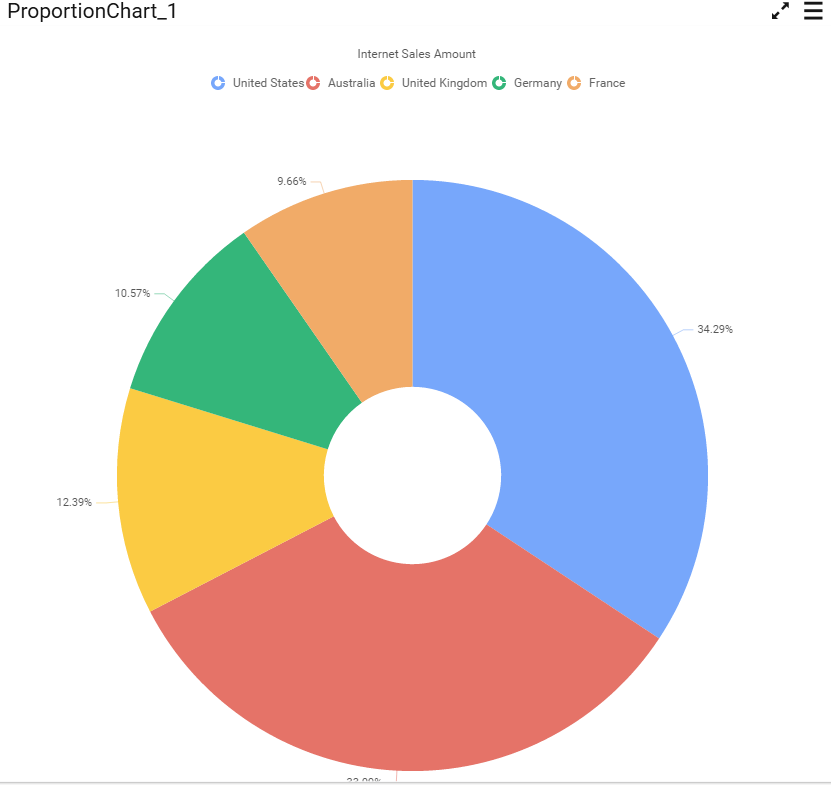 ProportionChart_1
Internet Sales Amount
United States Australia United Kingdom Germany France
9.66%
10.57%
34.29%
12.39%